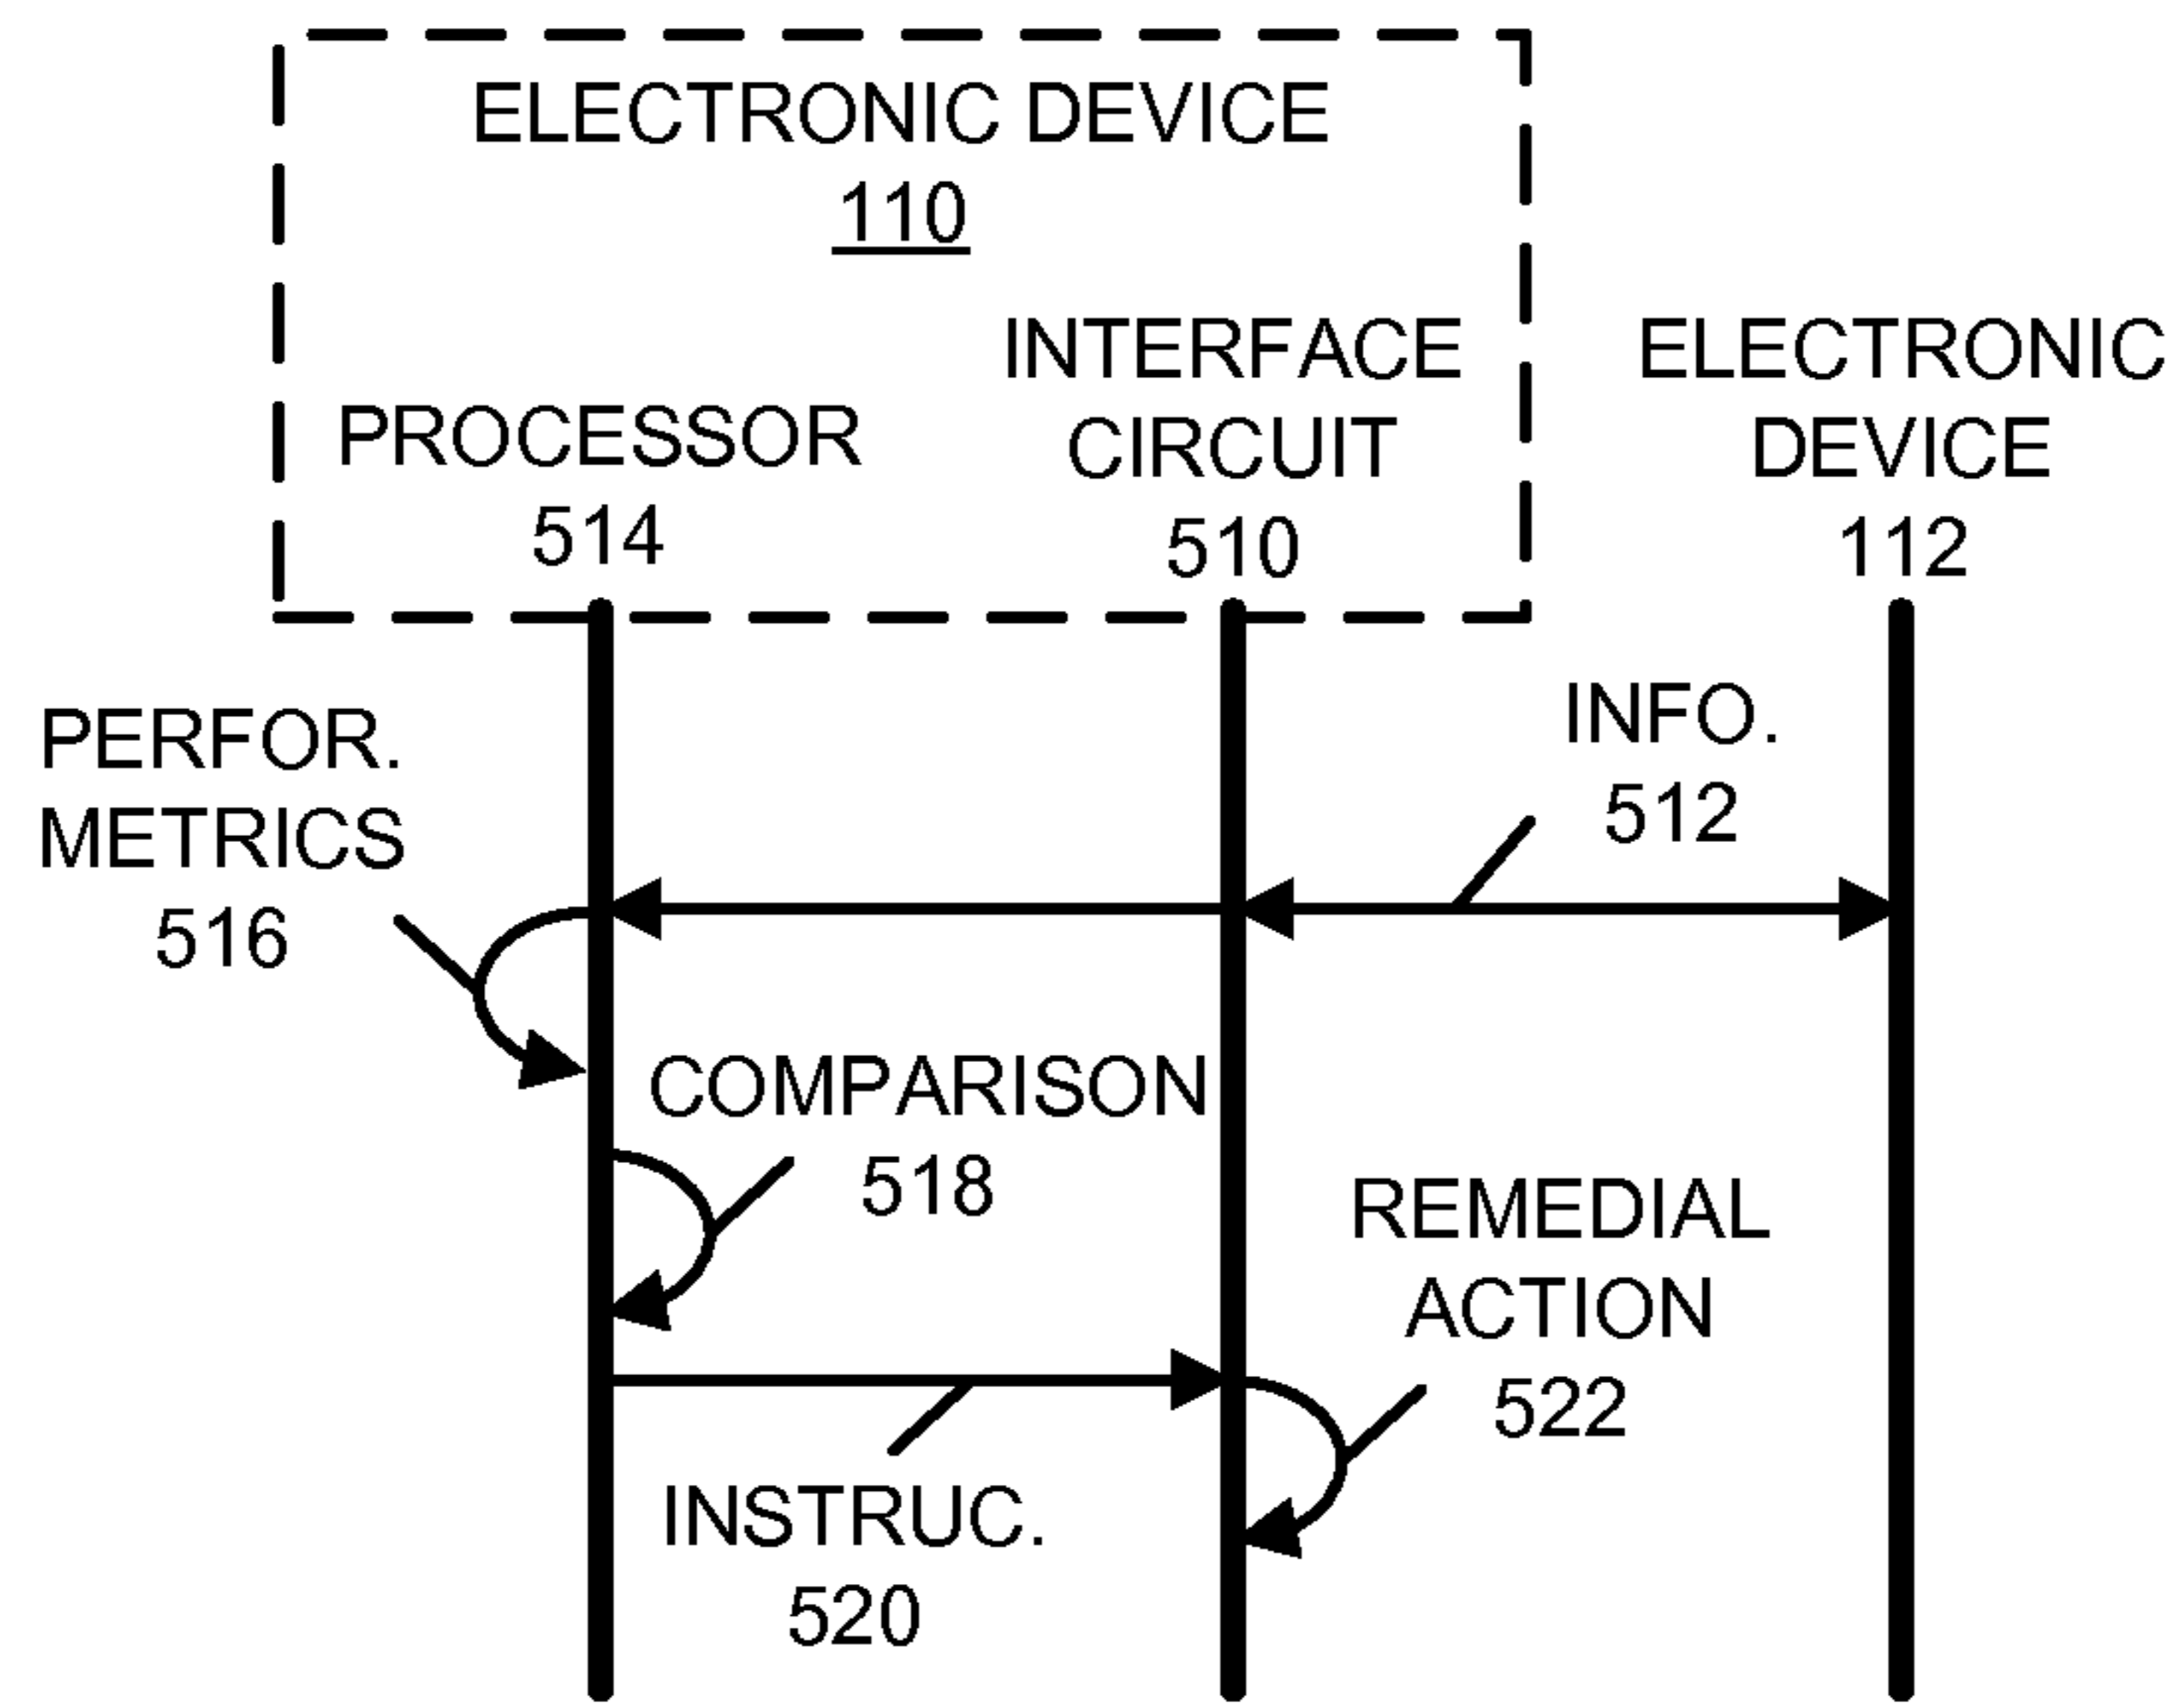 ELECTRONIC DEVICE
110
PROCESSOR
514
INTERFACE
CIRCUIT
510
ELECTRONIC
DEVICE
112
INFO.
512
PERFOR.
METRICS
516
COMPARISON
518
REMEDIAL
ACTION
522
INSTRUC.
520